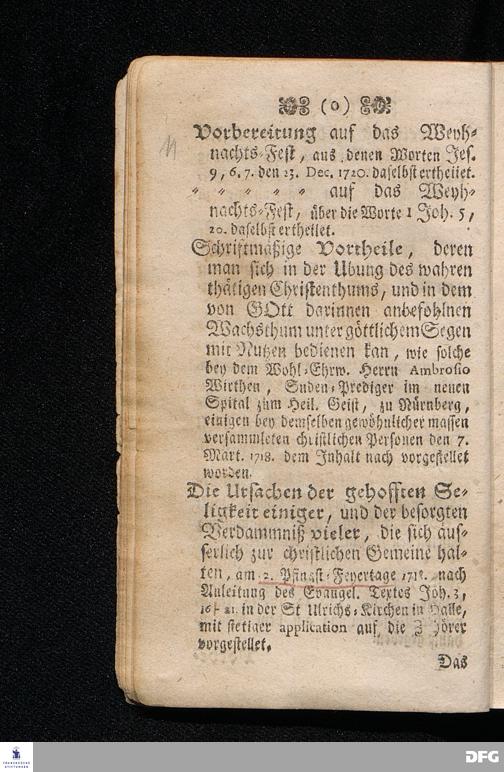 (o)
Vorbereitung auf das Weyh-
nachts-Fest, aus denen Worten Jes.
9, 6. 7. den 23. Dec. 1720. daselbst ertheilet.
" " " " " " auf das Weyh-
nachts-Fest, über die Worte 1 Joh. 5,
20. daselbst ertheilet.
Schriftmäßige Vortheile, deren
man sich in der Übung des wahren
thätigen Christenthums, und in dem
von GOtt darinnen anbefohlnen
Wachsthum unter göttlichem Segen
mit Nutzen bedienen kan, wie solche
bey dem Wohl-Ehrw. Herrn Ambrosio
Wirthen, Suden-Prediger im neuen
Spital zum Heil. Geist, zu Nürnberg,
einigen bey demselben gewöhnlicher massen
versammleten christlichen Personen den 7.
Mart. 1718. dem Inhalt nach vorgestellet
worden.
Die Ursachen der gehofften Se-
ligkeit einiger, und der besorgten
Verdammniß vieler, die sich äus-
serlich zur christlichen Gemeine hal-
ten, am 2. Pfingst-Feyertage 1718. nach
Anleitung des Evangel. Textes Joh. 3,
16-21. in der St Ulrichs-Kirchen in Halle,
mit stetiger application auf die Zuhörer
vorgestellet.
Das
FRANCKESCHE
STIFTUNGEN
DFG